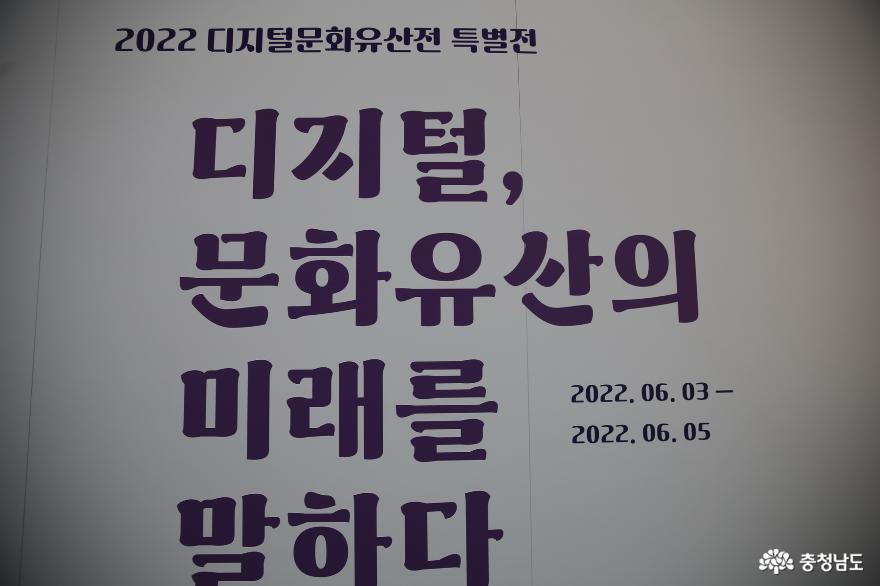 2022 디지털문화유산전 특별전
디지털,
문화유산의
미래를
말하다
2022. 06. 03 —
2022. 06. 05
충청남도